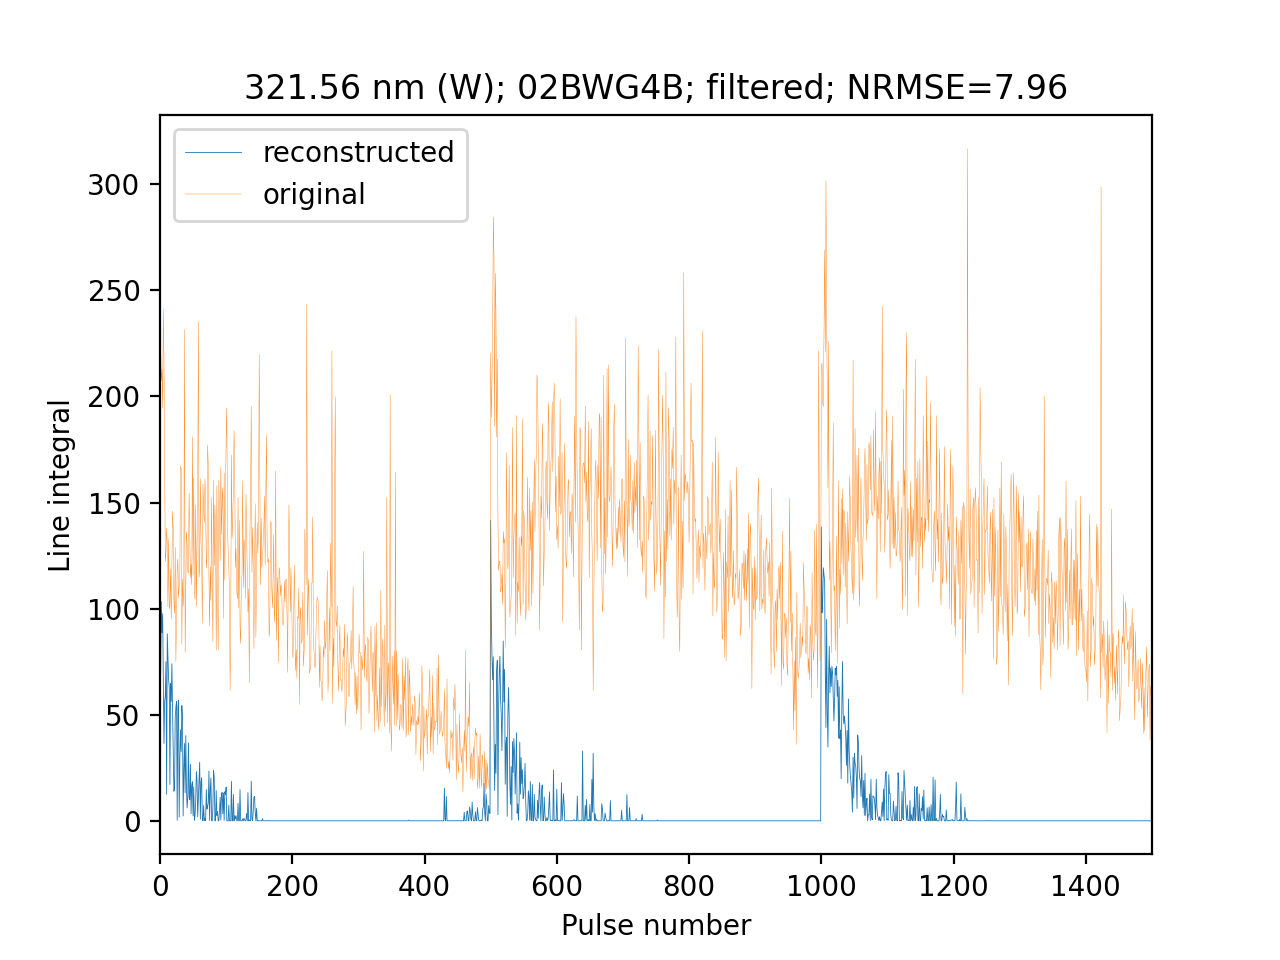 321.56 nm (W); 02BWG4B; filtered; NRMSE=7.96
reconstructed
original
300
250
200
150
100
50
0
Line integral
0 200 400 600 800 1000 1200 1400
Pulse number